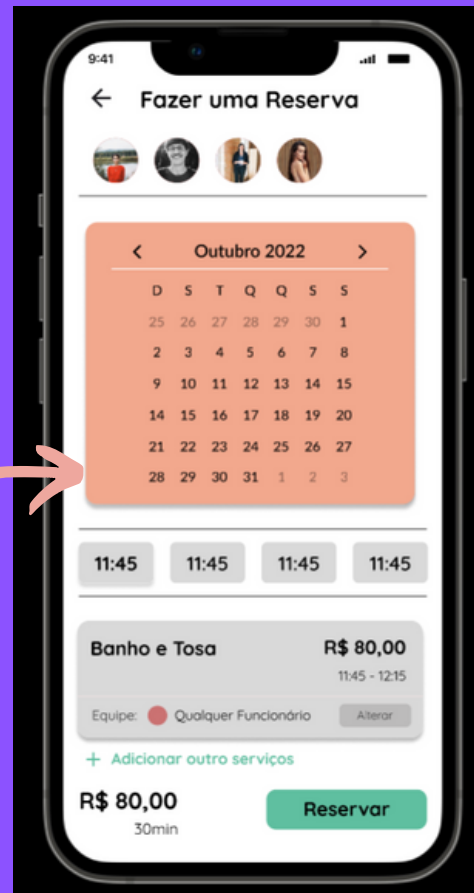 9:41
Fazer uma Reserva
Outubro 2022
D S T Q Q S S
25 26 27 28 29 30 1
2 3 4 5 6 7 8
9 10 11 12 13 14 15
14 15 16 17 18 19 20
21 22 23 24 25 26 27
28 29 30 31 1 2 3
11:45 11:45 11:45 11:45
Banho e Tosa R$ 80,00
11:45 - 12:15
Equipe: Qualquer Funcionário Alterar
+ Adicionar outro serviços
R$ 80,00
30min
Reservar